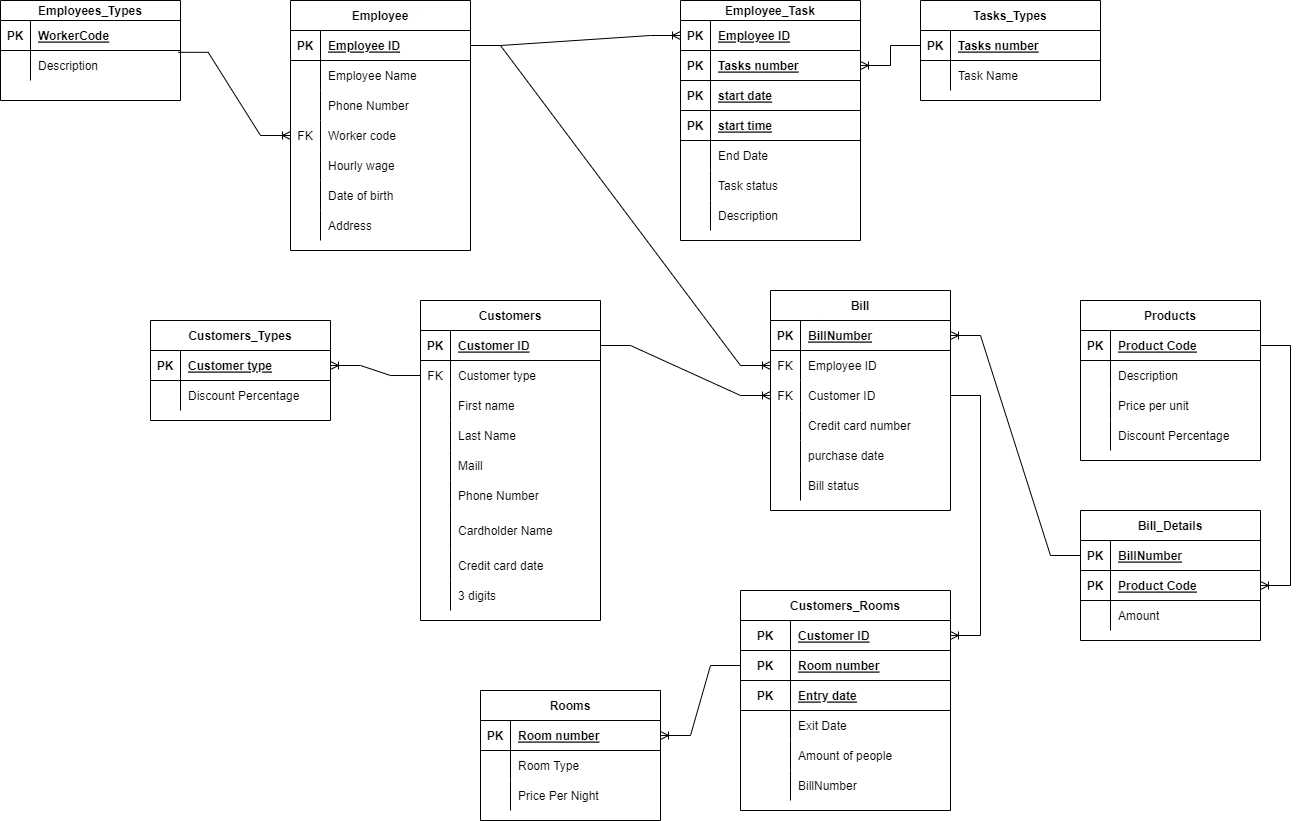 Employees_Types
PK WorkerCode
Description
Employee
PK Employee ID
Employee Name
Phone Number
FK Worker code
Hourly wage
Date of birth
Address
Employee_Task
PK Employee ID
PK Tasks number
PK start date
PK start time
End Date
Task status
Description
Tasks_Types
PK Tasks number
Task Name
Customers_Types
PK Customer type
Discount Percentage
Customers
PK Customer ID
FK Customer type
First name
Last Name
Maill
Phone Number
Cardholder Name
Credit card date
3 digits
Bill
PK BillNumber
FK Employee ID
FK Customer ID
Credit card number
purchase date
Bill status
Products
PK Product Code
Description
Price per unit
Discount Percentage
Bill_Details
PK BillNumber
PK Product Code
Amount
Customers_Rooms
PK Customer ID
PK Room number
PK Entry date
Exit Date
Amount of people
BillNumber
Rooms
PK Room number
Room Type
Price Per Night